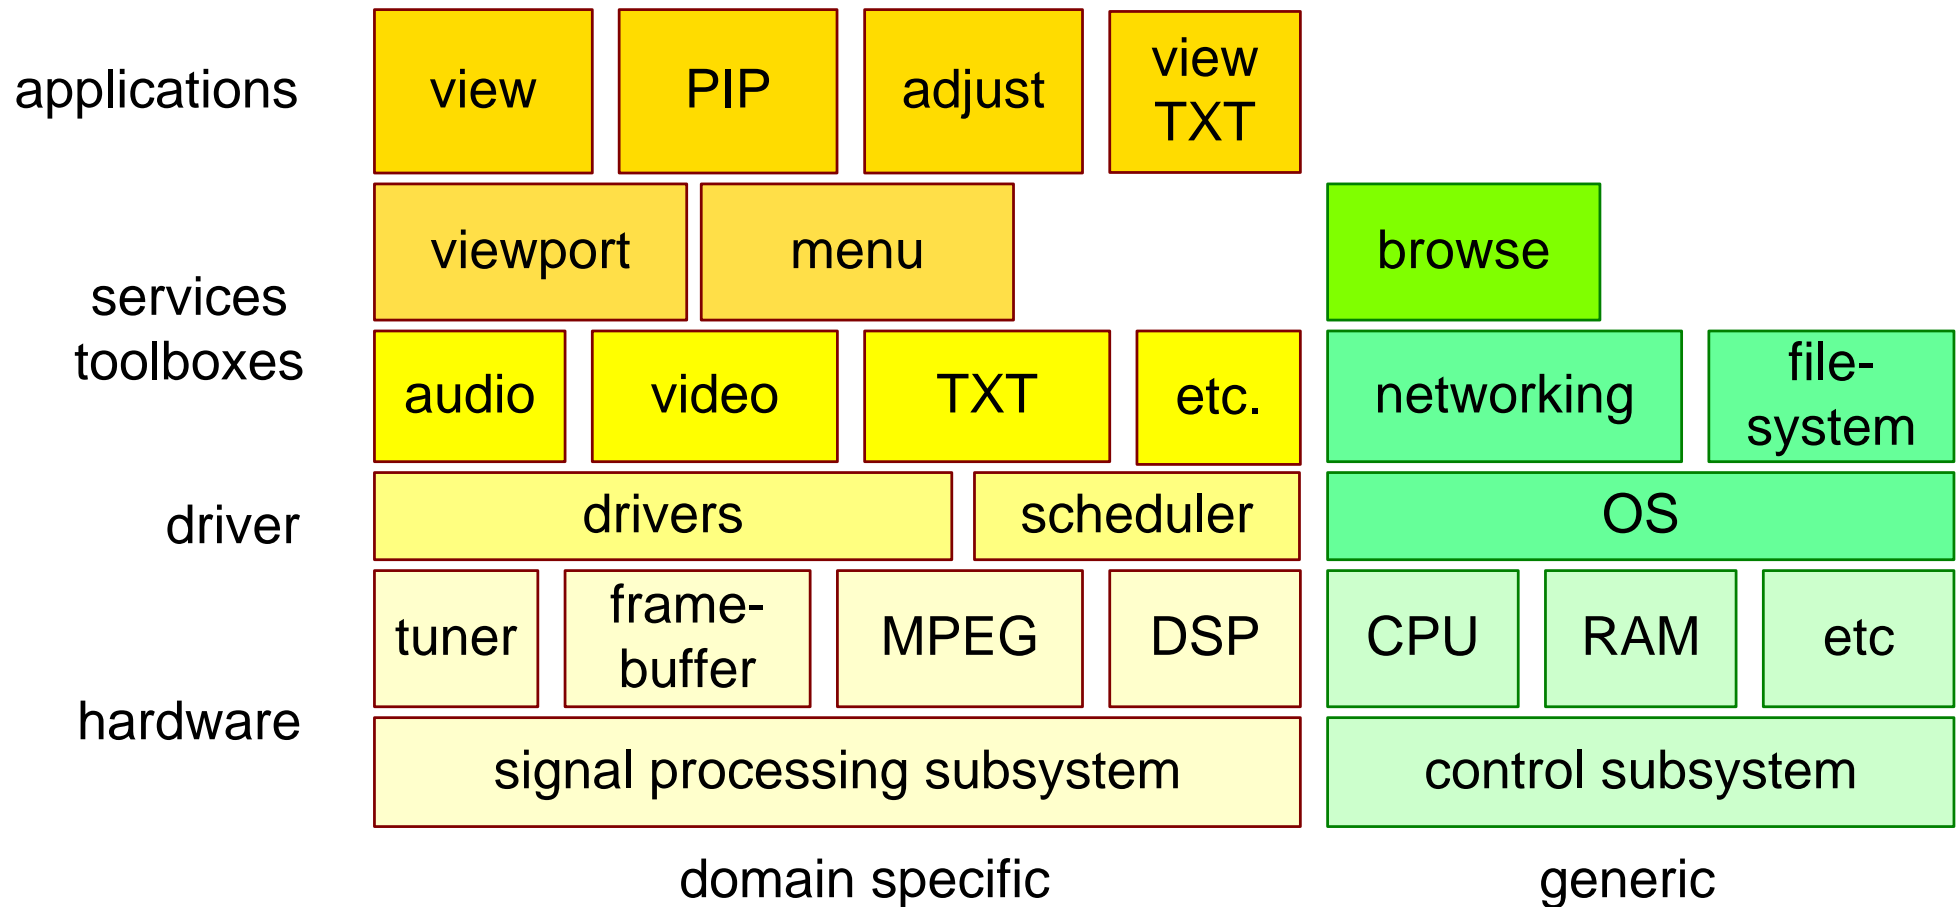 applications
view
PIP
adjust
view
TXT
services
toolboxes
viewport
menu
browse
audio
video
TXT
etc.
networking
file-
system
driver
drivers
scheduler
OS
hardware
tuner
frame-
buffer
MPEG
DSP
CPU
RAM
etc
signal processing subsystem
control subsystem
domain specific
generic